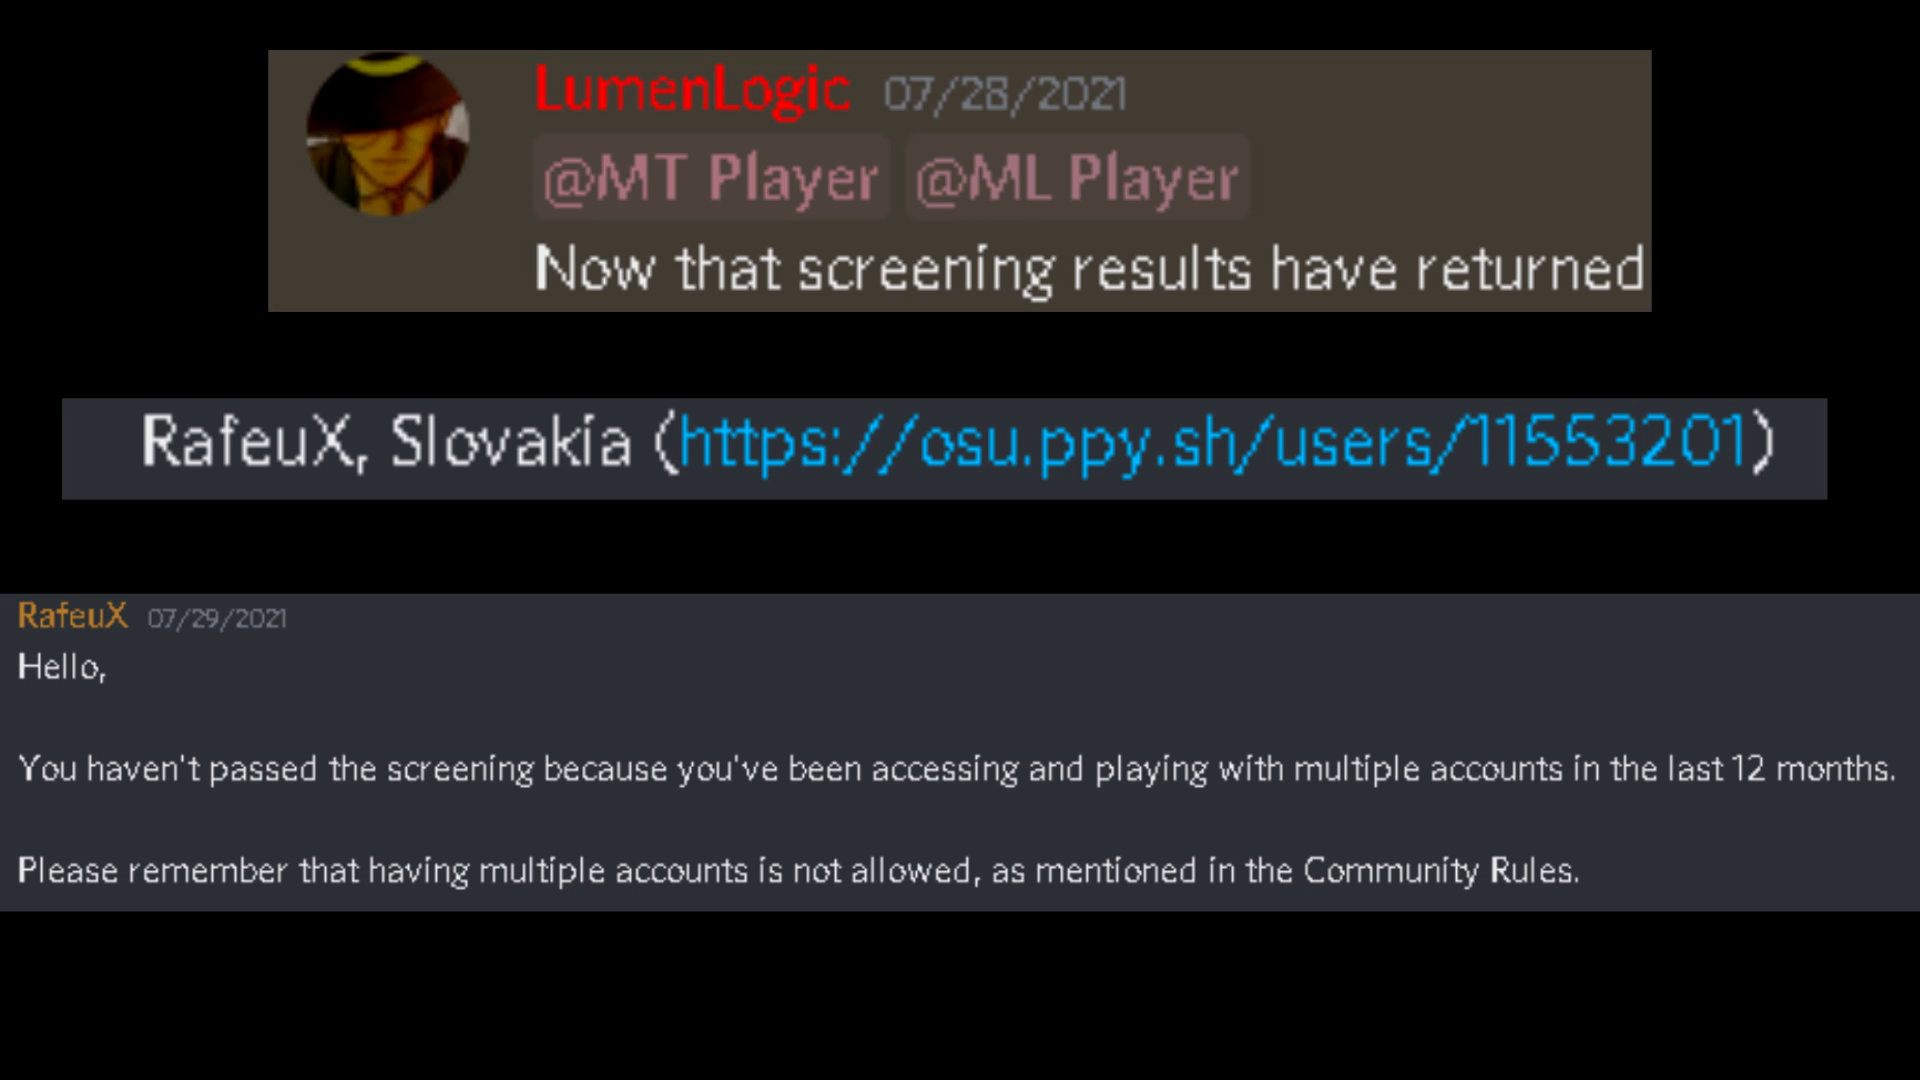 LumenLogic 07/28/2021
@MT Player @ML Player
Now that screening results have returned
RafeuX, Slovakia (https://osu.ppy.sh/users/11553201)
RafeuX 07/29/2021
Hello,
You haven't passed the screening because you've been accessing and playing with multiple accounts in the last 12 months.
Please remember that having multiple accounts is not allowed, as mentioned in the Community Rules.